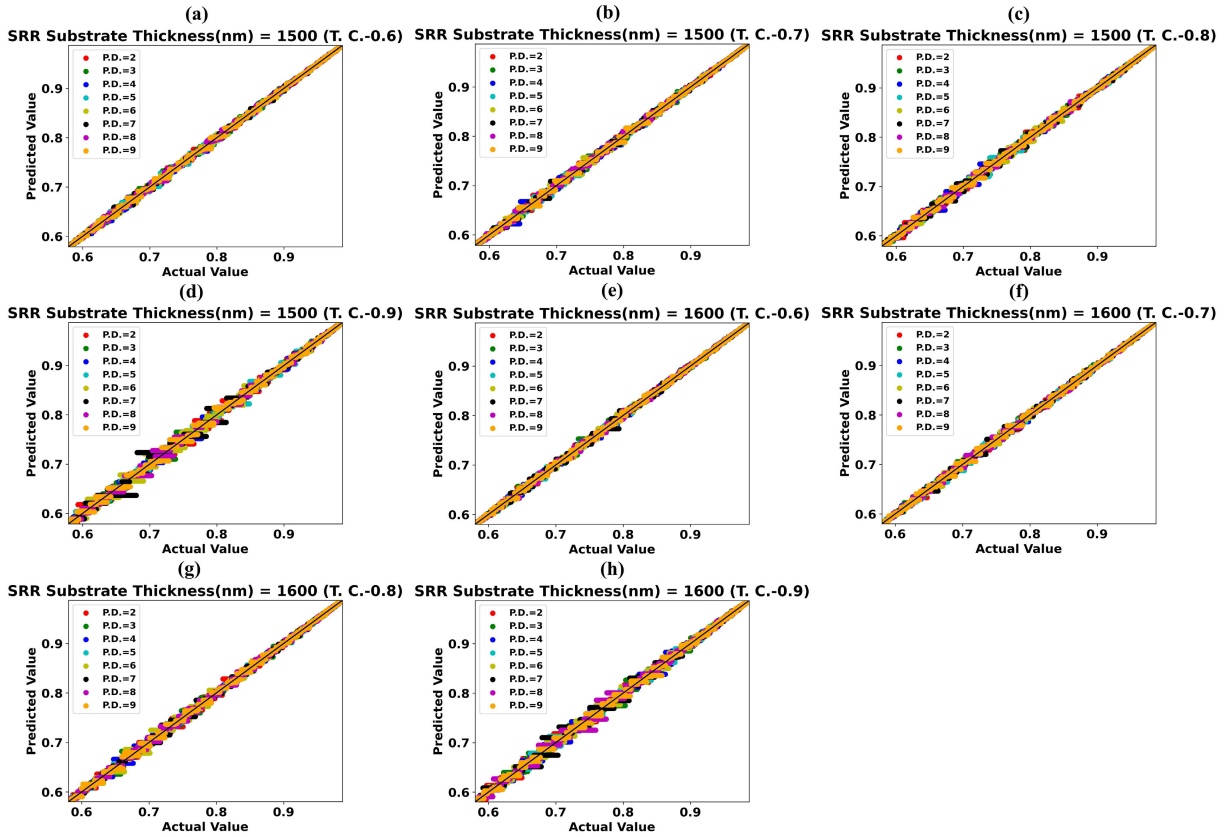 (a)
SRR Substrate Thickness(nm) = 1500 (T. C.-0.6)
P.D.=2
P.D.=3
P.D.=4
P.D.=5
P.D.=6
P.D.=7
P.D.=8
P.D.=9
Predicted Value
0.9
0.8
0.7
0.6
0.6 0.7 0.8 0.9
Actual Value
(b)
SRR Substrate Thickness(nm) = 1500 (T. C.-0.7)
P.D.=2
P.D.=3
P.D.=4
P.D.=5
P.D.=6
P.D.=7
P.D.=8
P.D.=9
Predicted Value
0.9
0.8
0.7
0.6
0.6 0.7 0.8 0.9
Actual Value
(c)
SRR Substrate Thickness(nm) = 1500 (T. C.-0.8)
P.D.=2
P.D.=3
P.D.=4
P.D.=5
P.D.=6
P.D.=7
P.D.=8
P.D.=9
Predicted Value
0.9
0.8
0.7
0.6
0.6 0.7 0.8 0.9
Actual Value
(d)
SRR Substrate Thickness(nm) = 1500 (T. C.-0.9)
P.D.=2
P.D.=3
P.D.=4
P.D.=5
P.D.=6
P.D.=7
P.D.=8
P.D.=9
Predicted Value
0.9
0.8
0.7
0.6
0.6 0.7 0.8 0.9
Actual Value
(e)
SRR Substrate Thickness(nm) = 1600 (T. C.-0.6)
P.D.=2
P.D.=3
P.D.=4
P.D.=5
P.D.=6
P.D.=7
P.D.=8
P.D.=9
Predicted Value
0.9
0.8
0.7
0.6
0.6 0.7 0.8 0.9
Actual Value
(f)
SRR Substrate Thickness(nm) = 1600 (T. C.-0.7)
P.D.=2
P.D.=3
P.D.=4
P.D.=5
P.D.=6
P.D.=7
P.D.=8
P.D.=9
Predicted Value
0.9
0.8
0.7
0.6
0.6 0.7 0.8 0.9
Actual Value
(g)
SRR Substrate Thickness(nm) = 1600 (T. C.-0.8)
P.D.=2
P.D.=3
P.D.=4
P.D.=5
P.D.=6
P.D.=7
P.D.=8
P.D.=9
Predicted Value
0.9
0.8
0.7
0.6
0.6 0.7 0.8 0.9
Actual Value
(h)
SRR Substrate Thickness(nm) = 1600 (T. C.-0.9)
P.D.=2
P.D.=3
P.D.=4
P.D.=5
P.D.=6
P.D.=7
P.D.=8
P.D.=9
Predicted Value
0.9
0.8
0.7
0.6
0.6 0.7 0.8 0.9
Actual Value